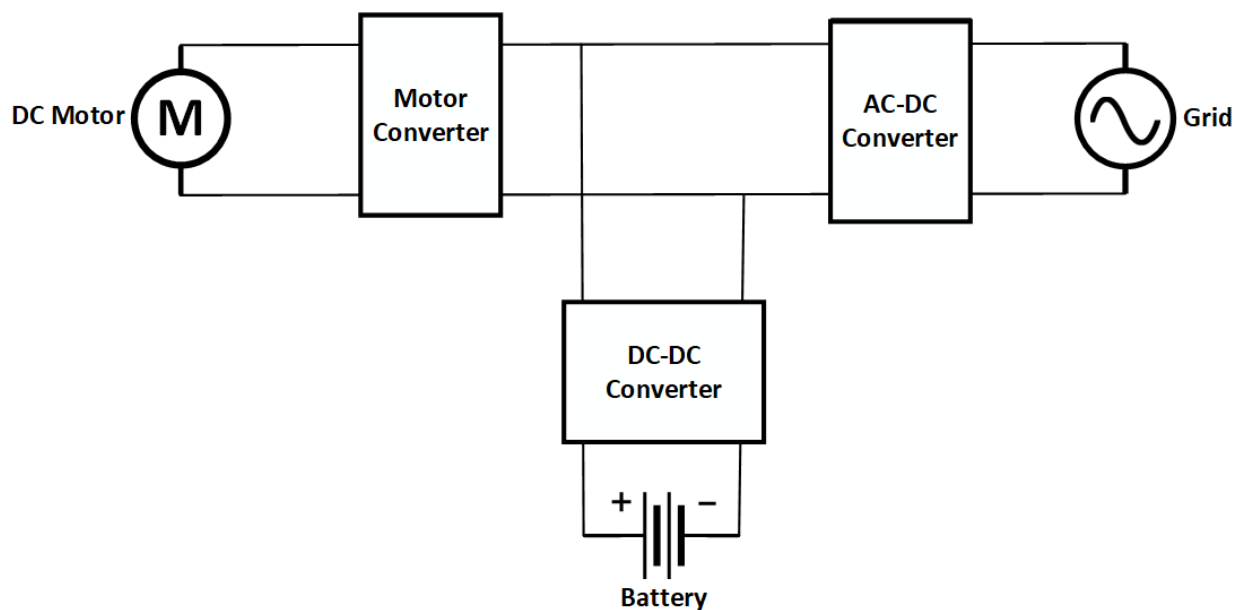 DC Motor
M
Motor
Converter
AC-DC
Converter
Grid
DC-DC
Converter
+
−
Battery